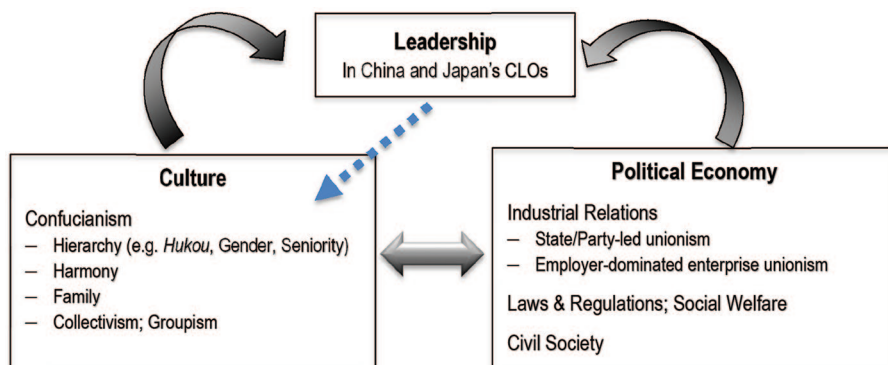 Leadership
In China and Japan's CLOs
Culture
Confucianism
– Hierarchy (e.g. Hukou, Gender, Seniority)
– Harmony
– Family
– Collectivism; Groupism
Political Economy
Industrial Relations
– State/Party-led unionism
– Employer-dominated enterprise unionism
Laws & Regulations; Social Welfare
Civil Society